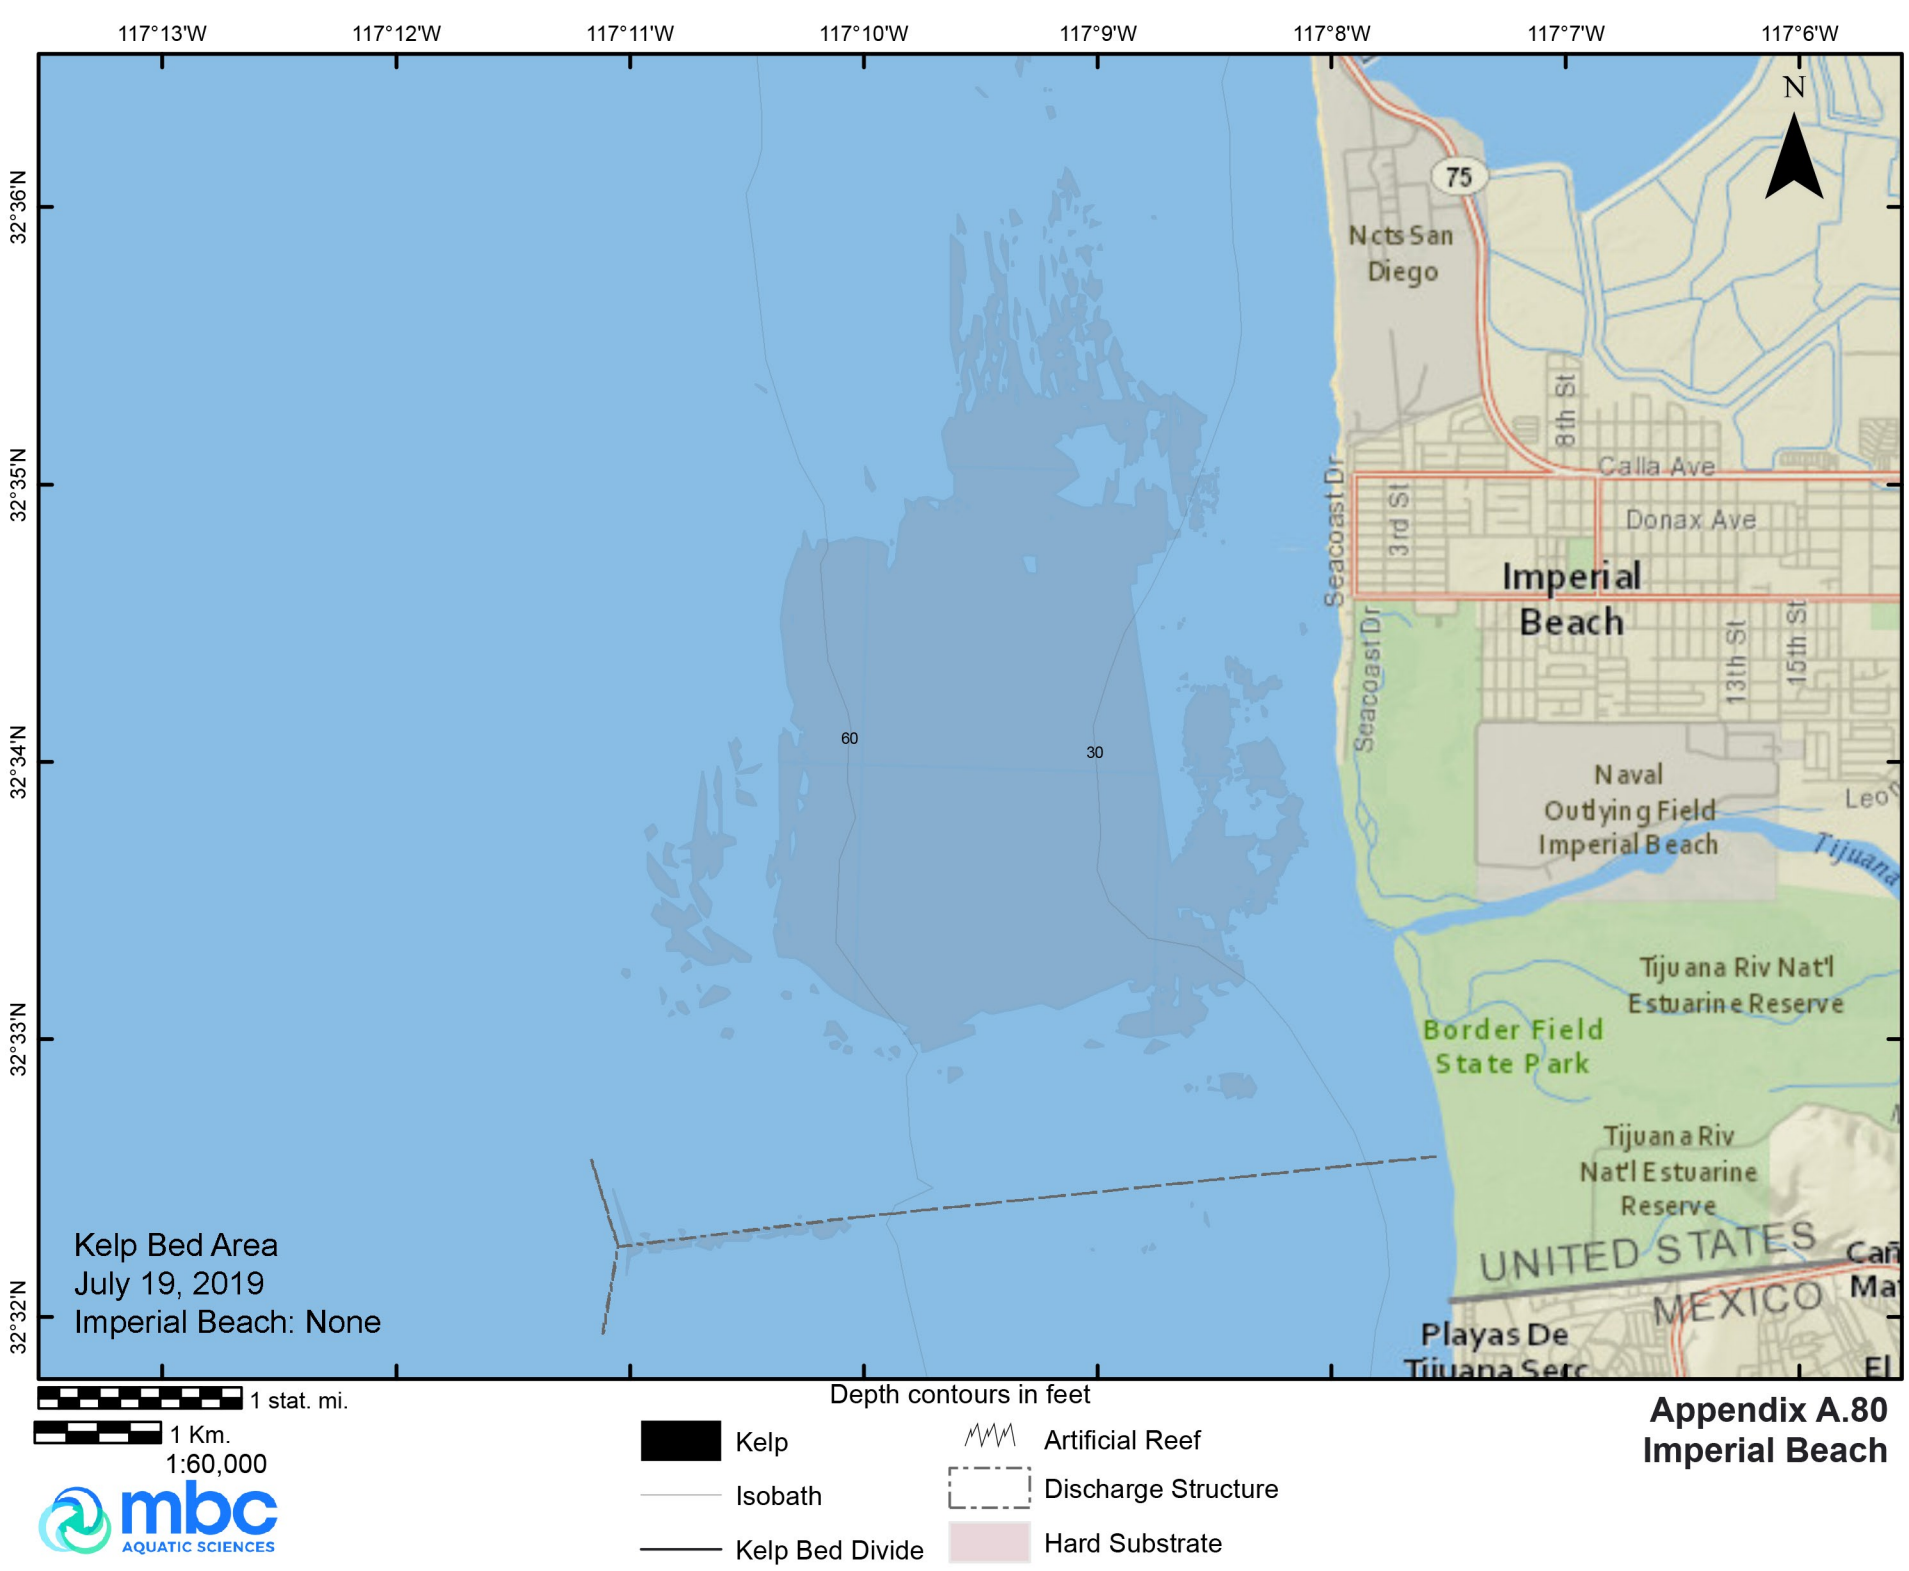 117°13'W 117°12'W 117°11'W 117°10'W 117°9'W 117°8'W 117°7'W 117°6'W
N
32°36'N
75
Ncts San
Diego
8th St
32°35'N
Calla Ave
Seacoast Dr
3rd St
Donax Ave
Imperial
Beach
Seacoast Dr
13th St
15th St
32°34'N
60
30
Naval
Outlying Field
Imperial Beach
Tijuana
Tijuana Riv Nat'l
Estuarine Reserve
32°33'N
Border Field
State Park
Tijuana Riv
Nat'l Estuarine
Reserve
UNITED STATES
MEXICO
Kelp Bed Area
July 19, 2019
Imperial Beach: None
32°32'N
Playas De
Tijuana Secc
El
1 stat. mi.
1 Km.
1:60,000
mbc
AQUATIC SCIENCES
Depth contours in feet
Kelp
Isobath
Kelp Bed Divide
Artificial Reef
Discharge Structure
Hard Substrate
Appendix A.80
Imperial Beach